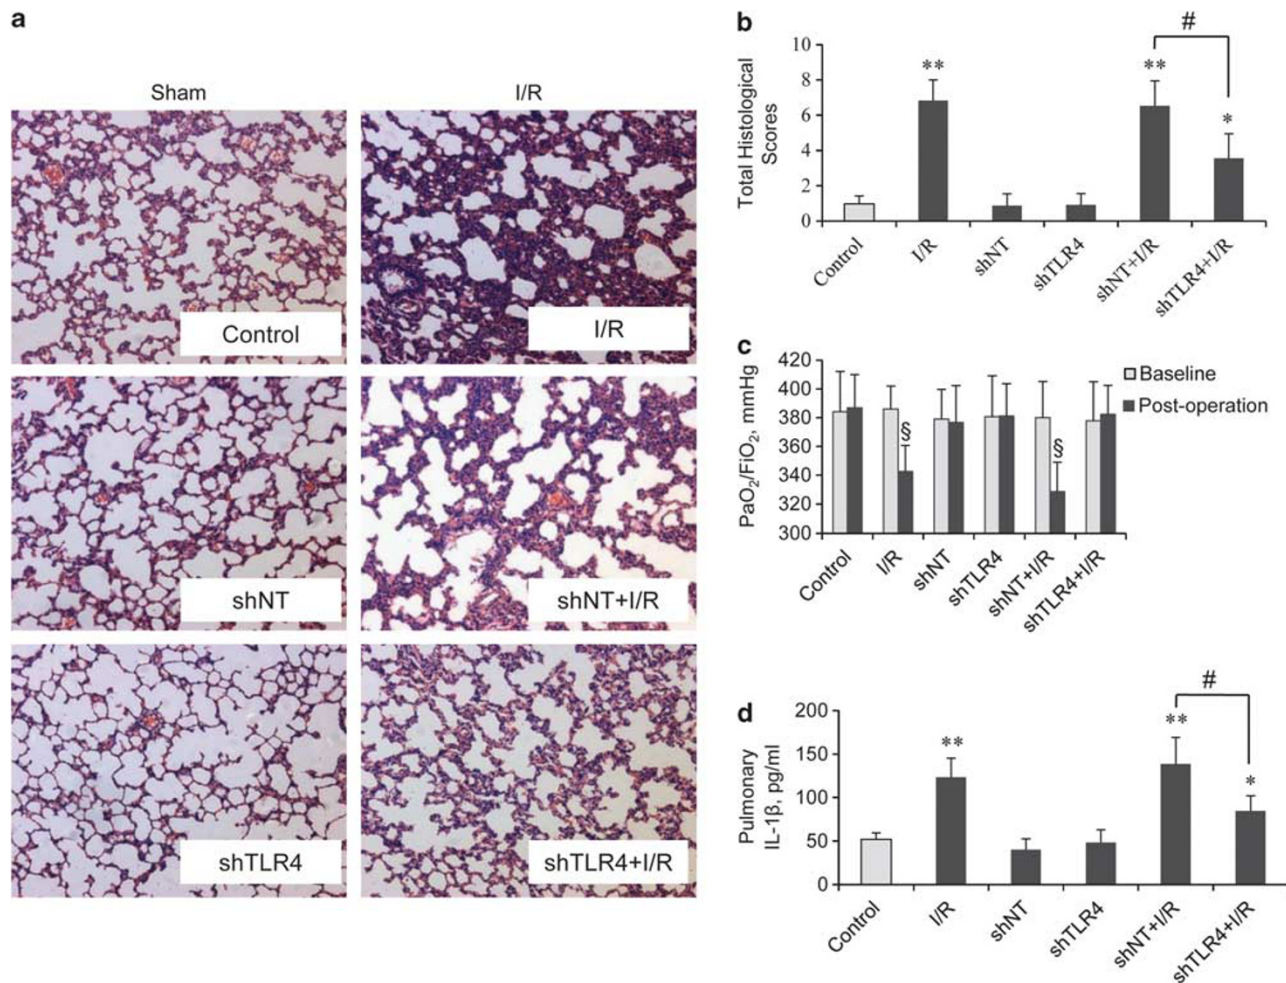 a
Sham
I/R
Control
I/R
shNT
shNT+I/R
shTLR4
shTLR4+I/R
b
#
Total Histological
Scores
10
8
6
4
2
0
**
**
*
Control
I/R
shNT
shTLR4
shNT+I/R
shTLR4+I/R
c
PaO₂/FiO₂, mmHg
420
400
380
360
340
320
300
§
§
Baseline
Post-operation
Control
I/R
shNT
shTLR4
shNT+I/R
shTLR4+I/R
d
#
Pulmonary
IL-1β, pg/ml
200
150
100
50
0
**
**
*
Control
I/R
shNT
shTLR4
shNT+I/R
shTLR4+I/R